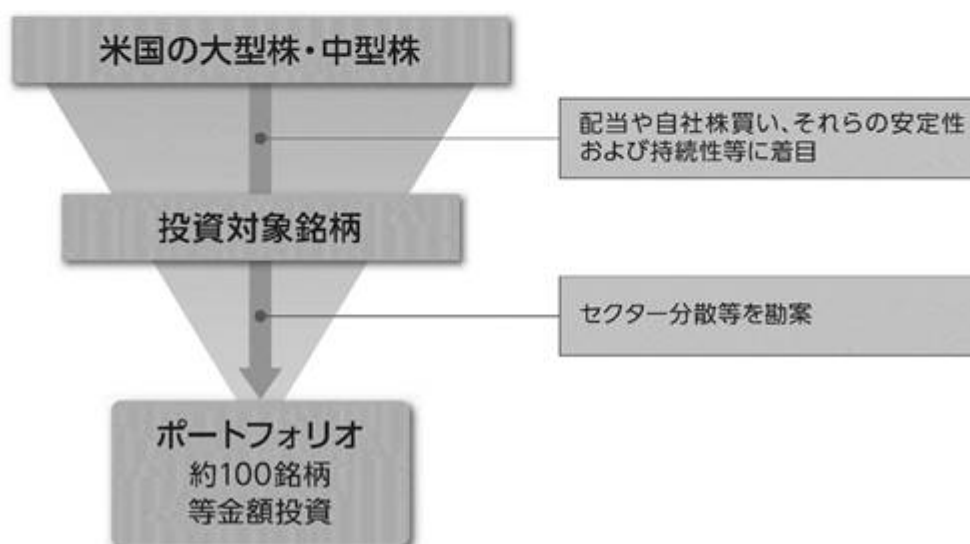 米国の大型株・中型株
配当や自社株買い、それらの安定性
および持続性等に着目
投資対象銘柄
セクター分散等を勘案
ポートフォリオ
約100銘柄
等金額投資